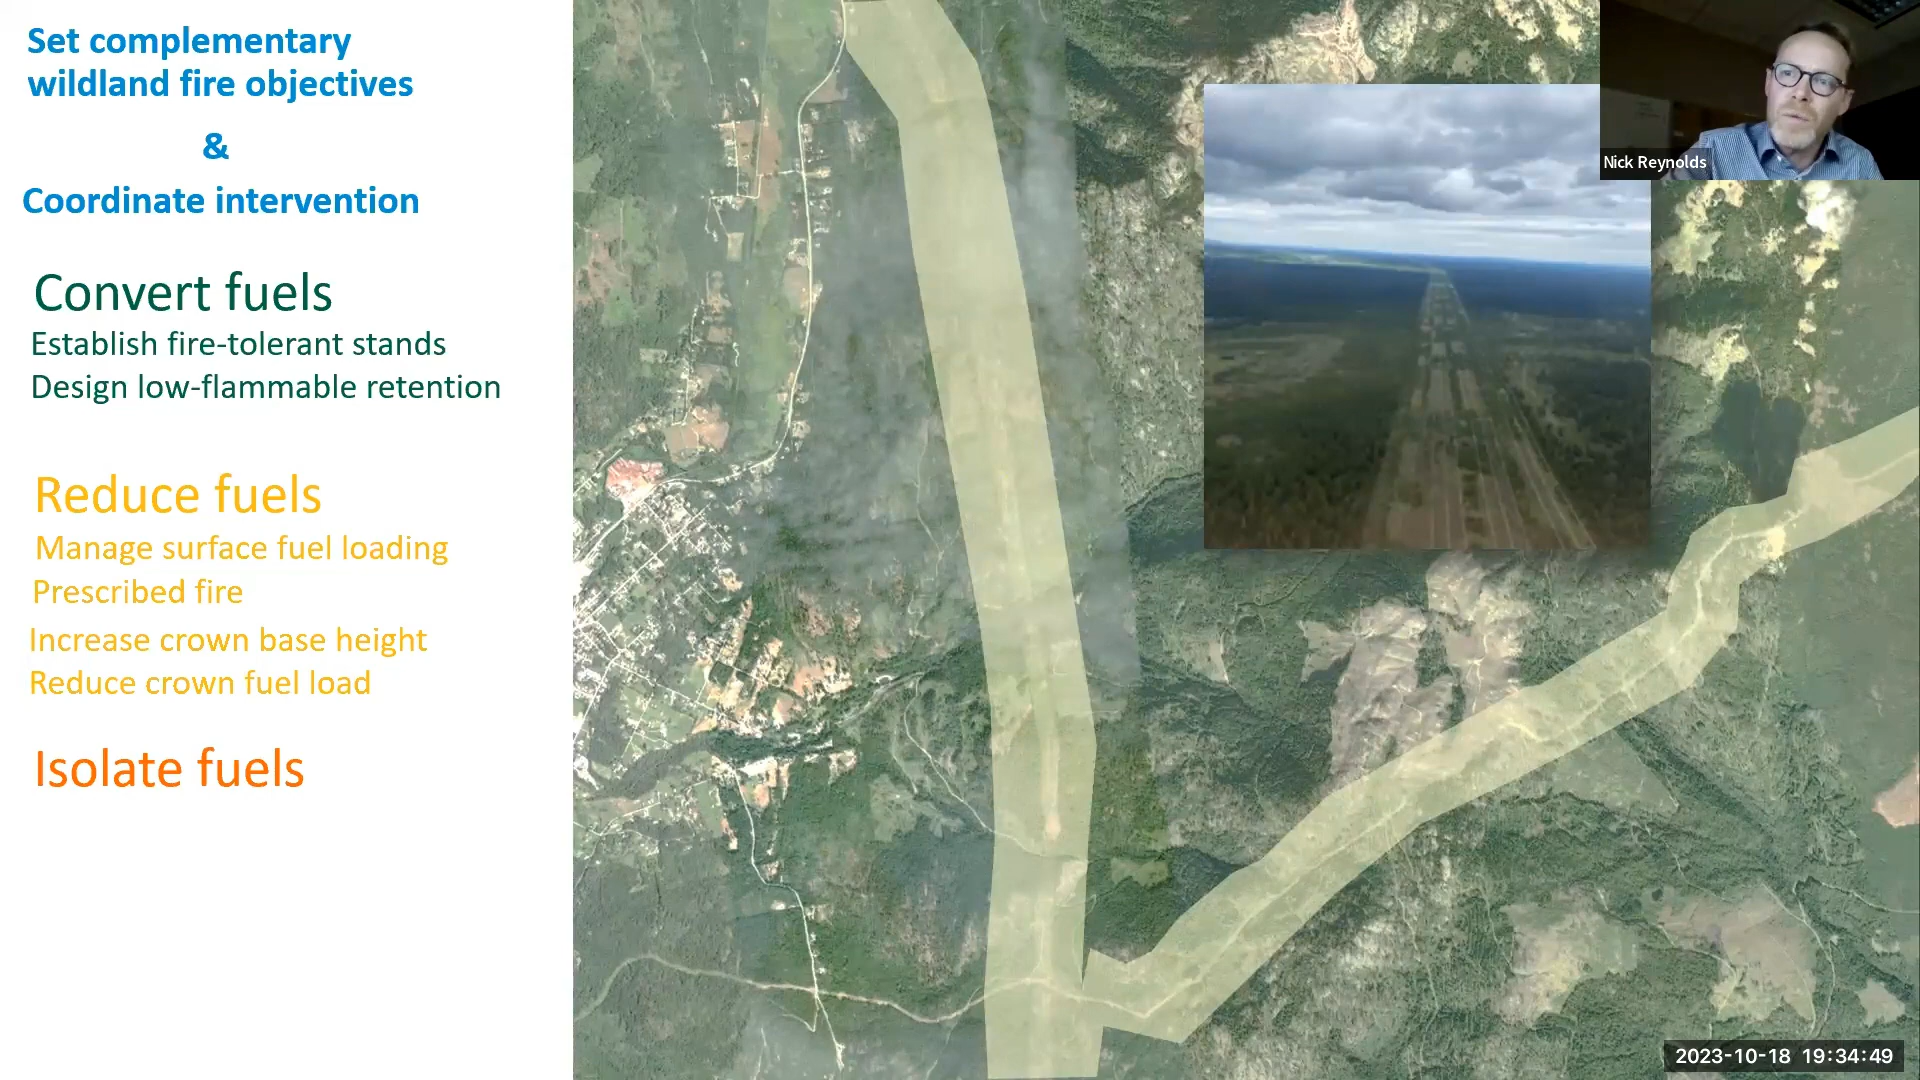 Set complementary
wildland fire objectives
&
Coordinate intervention
Convert fuels
Establish fire-tolerant stands
Design low-flammable retention
Reduce fuels
Manage surface fuel loading
Prescribed fire
Increase crown base height
Reduce crown fuel load
Isolate fuels
Nick Reynolds
2023-10-18 19:34:49